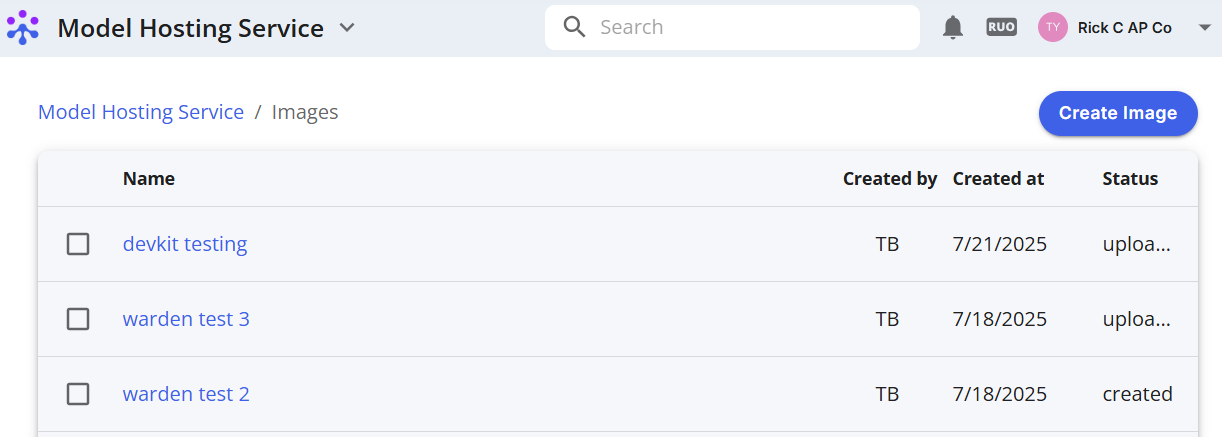 Model Hosting Service Search RUO TY Rick C AP Co
Model Hosting Service / Images Create Image
Name Created by Created at Status
devkit testing TB 7/21/2025 uploa...
warden test 3 TB 7/18/2025 uploa...
warden test 2 TB 7/18/2025 created